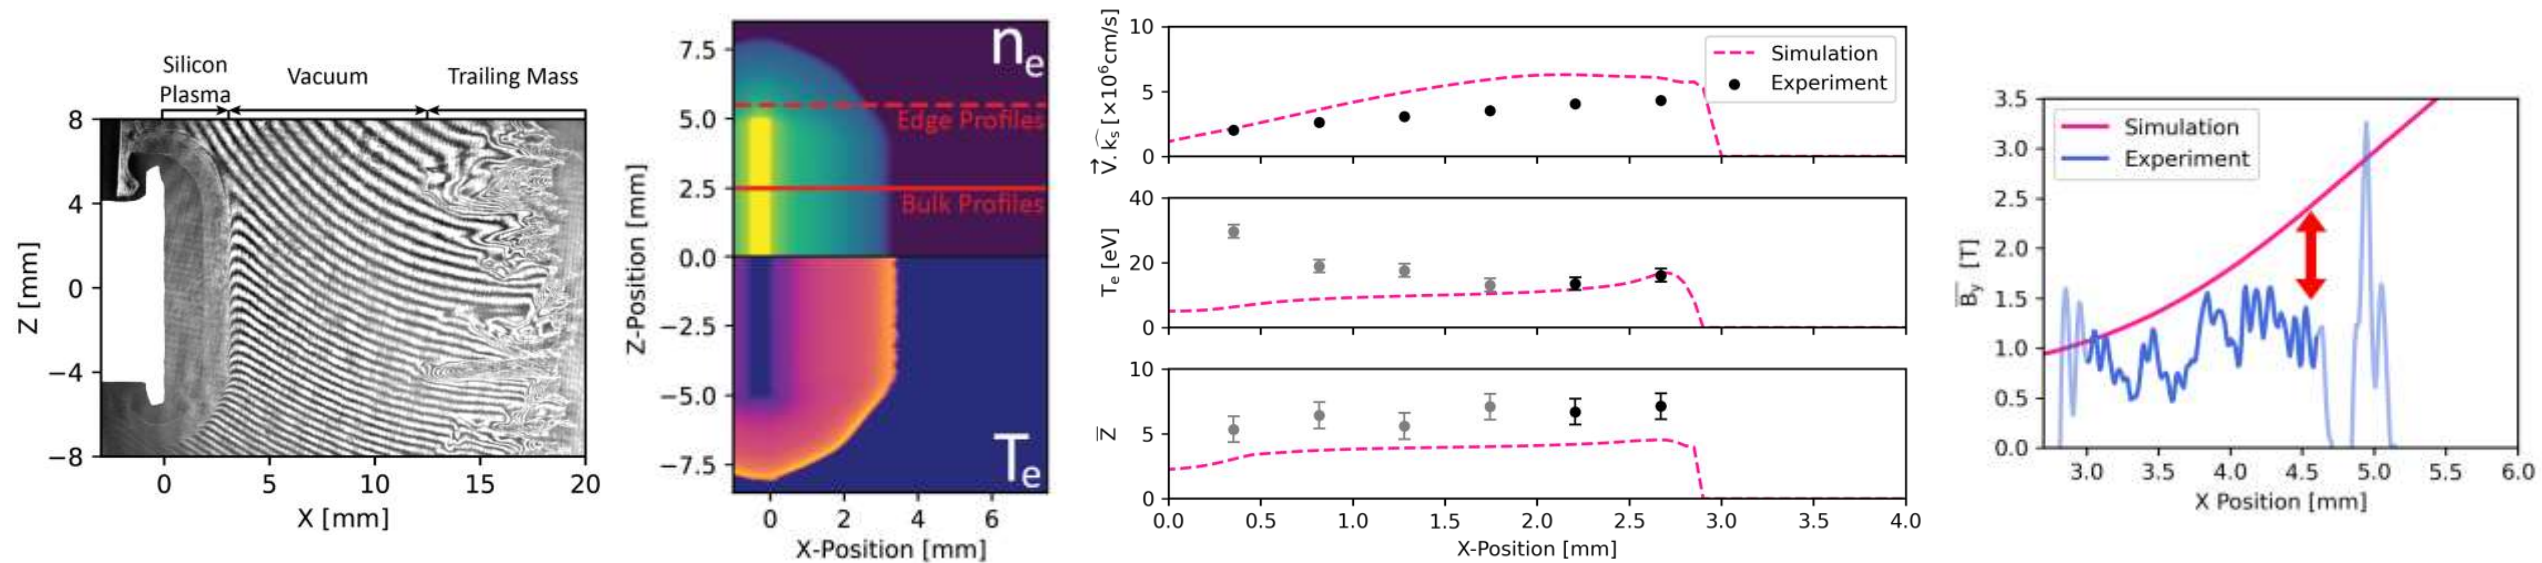 Silicon
Plasma
Vacuum
Trailing Mass
8
4
0
−4
−8
Z [mm]
0
5
10
15
20
X [mm]
n_e
Edge Profiles
Bulk Profiles
T_e
7.5
5.0
2.5
0.0
−2.5
−5.0
−7.5
Z-Position [mm]
0
2
4
6
X-Position [mm]
10
5
0
V⃗. k̂_s [×10⁶cm/s]
Simulation
Experiment
40
20
0
T_e [eV]
10
5
0
Z̅
0.0
0.5
1.0
1.5
2.0
2.5
3.0
3.5
4.0
X-Position [mm]
3.5
3.0
2.5
2.0
1.5
1.0
0.5
0.0
B̅_y [T]
Simulation
Experiment
3.0
3.5
4.0
4.5
5.0
5.5
6.0
X Position [mm]